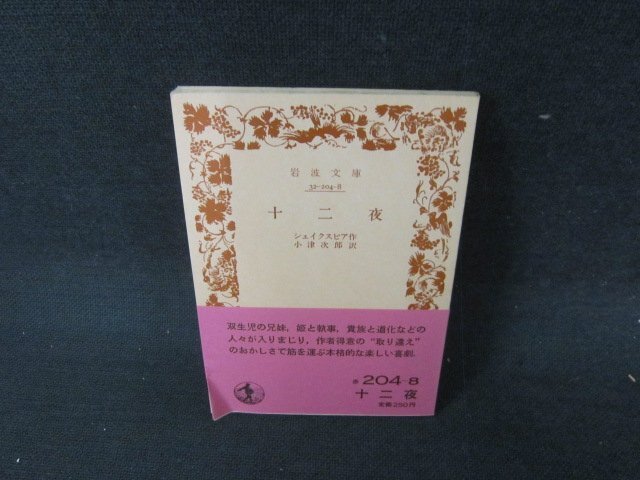 岩波文庫
32-204-8
十二夜
シェイクスピア作
小津次郎訳
双生児の兄妹，姫と執事，貴族と道化などの
人々が入りまじり，作者得意の“取り違え”
のおかしさで筋を運ぶ本格的な楽しい喜劇．
赤 204-8
十二夜
定価250円